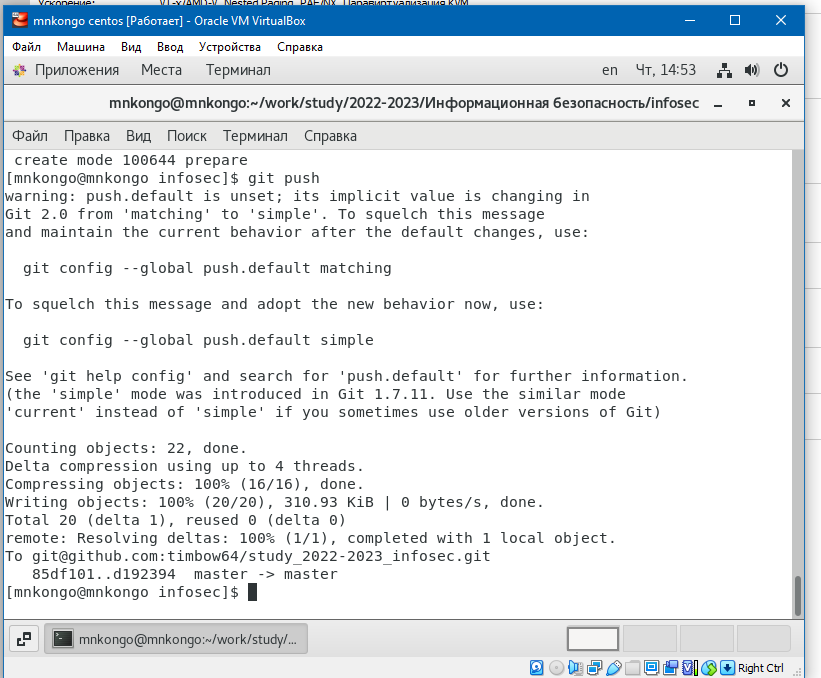 Ускорение: VT-x/AMD-V, Nested Paging, PAE/NX, Паравиртуализация KVM
mnkongo centos [Работает] - Oracle VM VirtualBox
Файл Машина Вид Ввод Устройства Справка
Приложения Места Терминал en Чт, 14:53
mnkongo@mnkongo:~/work/study/2022-2023/Информационная безопасность/infosec
Файл Правка Вид Поиск Терминал Справка
 create mode 100644 prepare
[mnkongo@mnkongo infosec]$ git push
warning: push.default is unset; its implicit value is changing in
Git 2.0 from 'matching' to 'simple'. To squelch this message
and maintain the current behavior after the default changes, use:
  git config --global push.default matching
To squelch this message and adopt the new behavior now, use:
  git config --global push.default simple
See 'git help config' and search for 'push.default' for further information.
(the 'simple' mode was introduced in Git 1.7.11. Use the similar mode
'current' instead of 'simple' if you sometimes use older versions of Git)
Counting objects: 22, done.
Delta compression using up to 4 threads.
Compressing objects: 100% (16/16), done.
Writing objects: 100% (20/20), 310.93 KiB | 0 bytes/s, done.
Total 20 (delta 1), reused 0 (delta 0)
remote: Resolving deltas: 100% (1/1), completed with 1 local object.
To git@github.com:timbow64/study_2022-2023_infosec.git
   85df101..d192394  master -> master
[mnkongo@mnkongo infosec]$
mnkongo@mnkongo:~/work/study/...
Right Ctrl